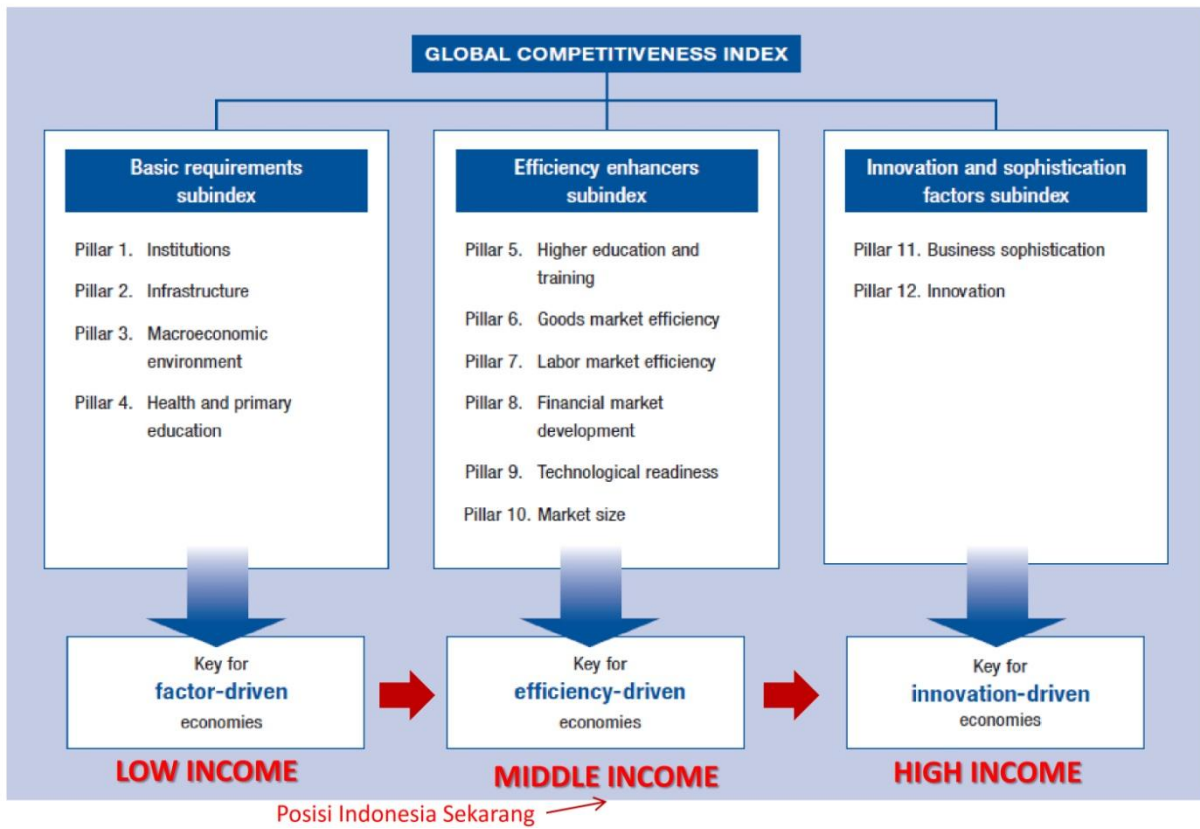 GLOBAL COMPETITIVENESS INDEX
Basic requirements
subindex
Pillar 1. Institutions
Pillar 2. Infrastructure
Pillar 3. Macroeconomic
environment
Pillar 4. Health and primary
education
Efficiency enhancers
subindex
Pillar 5. Higher education and
training
Pillar 6. Goods market efficiency
Pillar 7. Labor market efficiency
Pillar 8. Financial market
development
Pillar 9. Technological readiness
Pillar 10. Market size
Innovation and sophistication
factors subindex
Pillar 11. Business sophistication
Pillar 12. Innovation
Key for
factor-driven
economies
Key for
efficiency-driven
economies
Key for
innovation-driven
economies
LOW INCOME
MIDDLE INCOME
HIGH INCOME
Posisi Indonesia Sekarang